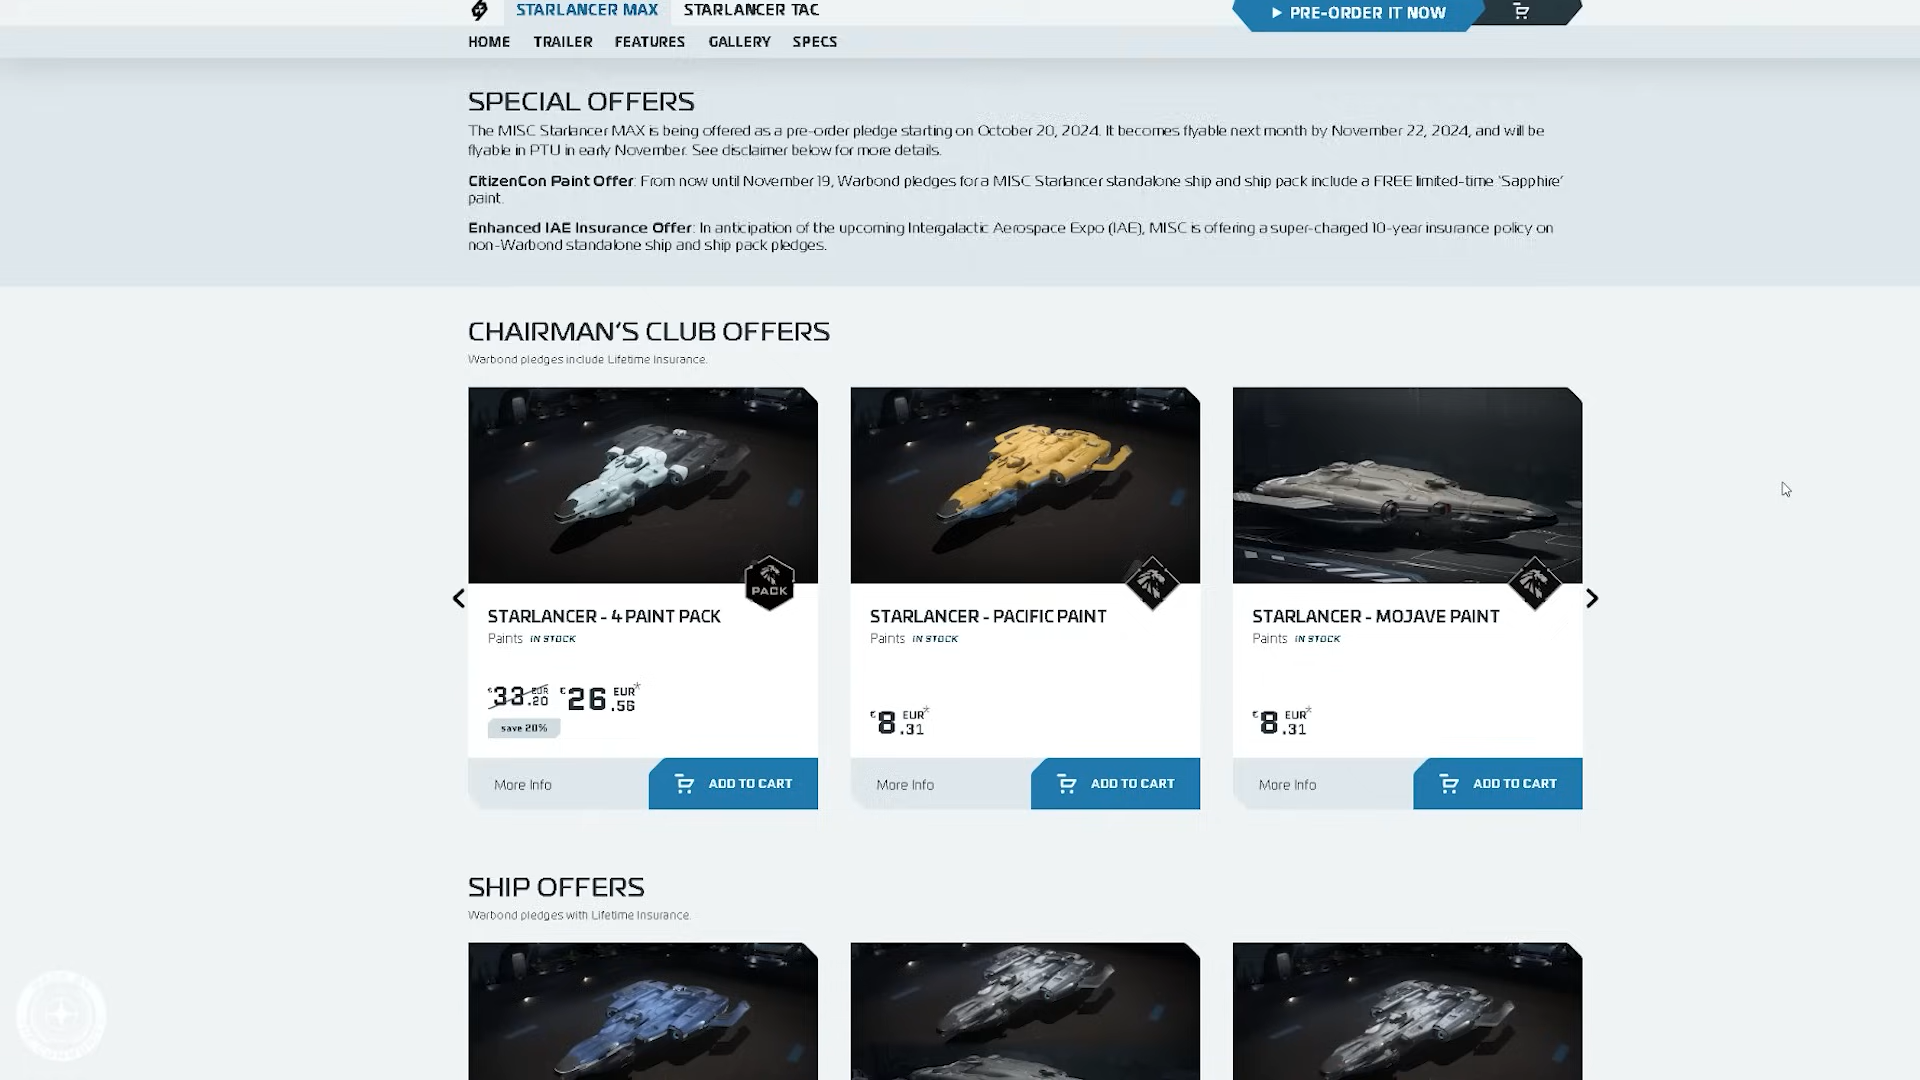 STARLANCER MAX
STARLANCER TAC
PRE-ORDER IT NOW
HOME
TRAILER
FEATURES
GALLERY
SPECS
SPECIAL OFFERS
The MISC Starlancer MAX is being offered as a pre-order pledge starting on October 20, 2024. It becomes flyable next month by November 22, 2024, and will be
flyable in PTU in early November. See disclaimer below for more details.
CitizenCon Paint Offer: From now until November 19, Warbond pledges for a MISC Starlancer standalone ship and ship pack include a FREE limited-time 'Sapphire'
paint.
Enhanced IAE Insurance Offer: In anticipation of the upcoming Intergalactic Aerospace Expo (IAE), MISC is offering a super-charged 10-year insurance policy on
non-Warbond standalone ship and ship pack pledges.
CHAIRMAN'S CLUB OFFERS
Warbond pledges include Lifetime Insurance.
PACK
STARLANCER - 4 PAINT PACK
Paints IN STOCK
€33.20 EUR €26.56 EUR*
save 20%
More Info
ADD TO CART
STARLANCER - PACIFIC PAINT
Paints IN STOCK
€8.31 EUR*
More Info
ADD TO CART
STARLANCER - MOJAVE PAINT
Paints IN STOCK
€8.31 EUR*
More Info
ADD TO CART
SHIP OFFERS
Warbond pledges with Lifetime Insurance.